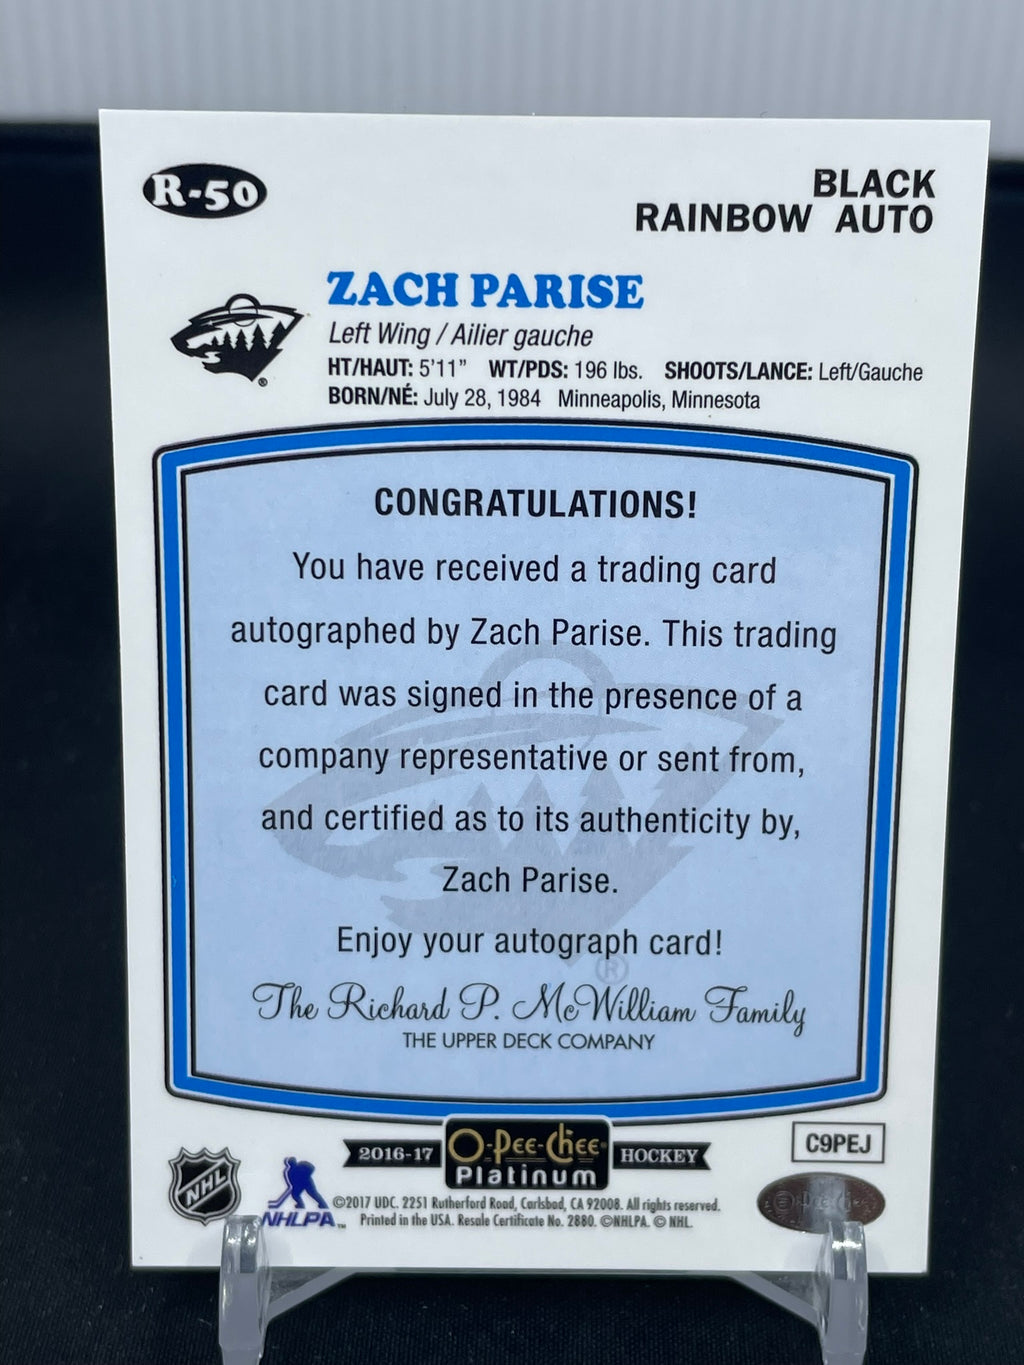 R-50
BLACK
RAINBOW AUTO
ZACH PARISE
Left Wing / Ailier gauche
HT/HAUT: 5'11" WT/PDS: 196 lbs. SHOOTS/LANCE: Left/Gauche
BORN/NÉ: July 28, 1984 Minneapolis, Minnesota
®
CONGRATULATIONS!
You have received a trading card
autographed by Zach Parise. This trading
card was signed in the presence of a
company representative or sent from,
and certified as to its authenticity by,
Zach Parise.
Enjoy your autograph card!
®
The Richard P. McWilliam Family
THE UPPER DECK COMPANY
2016-17 O-Pee-Chee Platinum HOCKEY
C9PEJ
NHL
NHLPA™
©2017 UDC. 2251 Rutherford Road, Carlsbad, CA 92008. All rights reserved.
Printed in the USA. Resale Certificate No. 2880. ©NHLPA. © NHL.
O-Pee-Chee